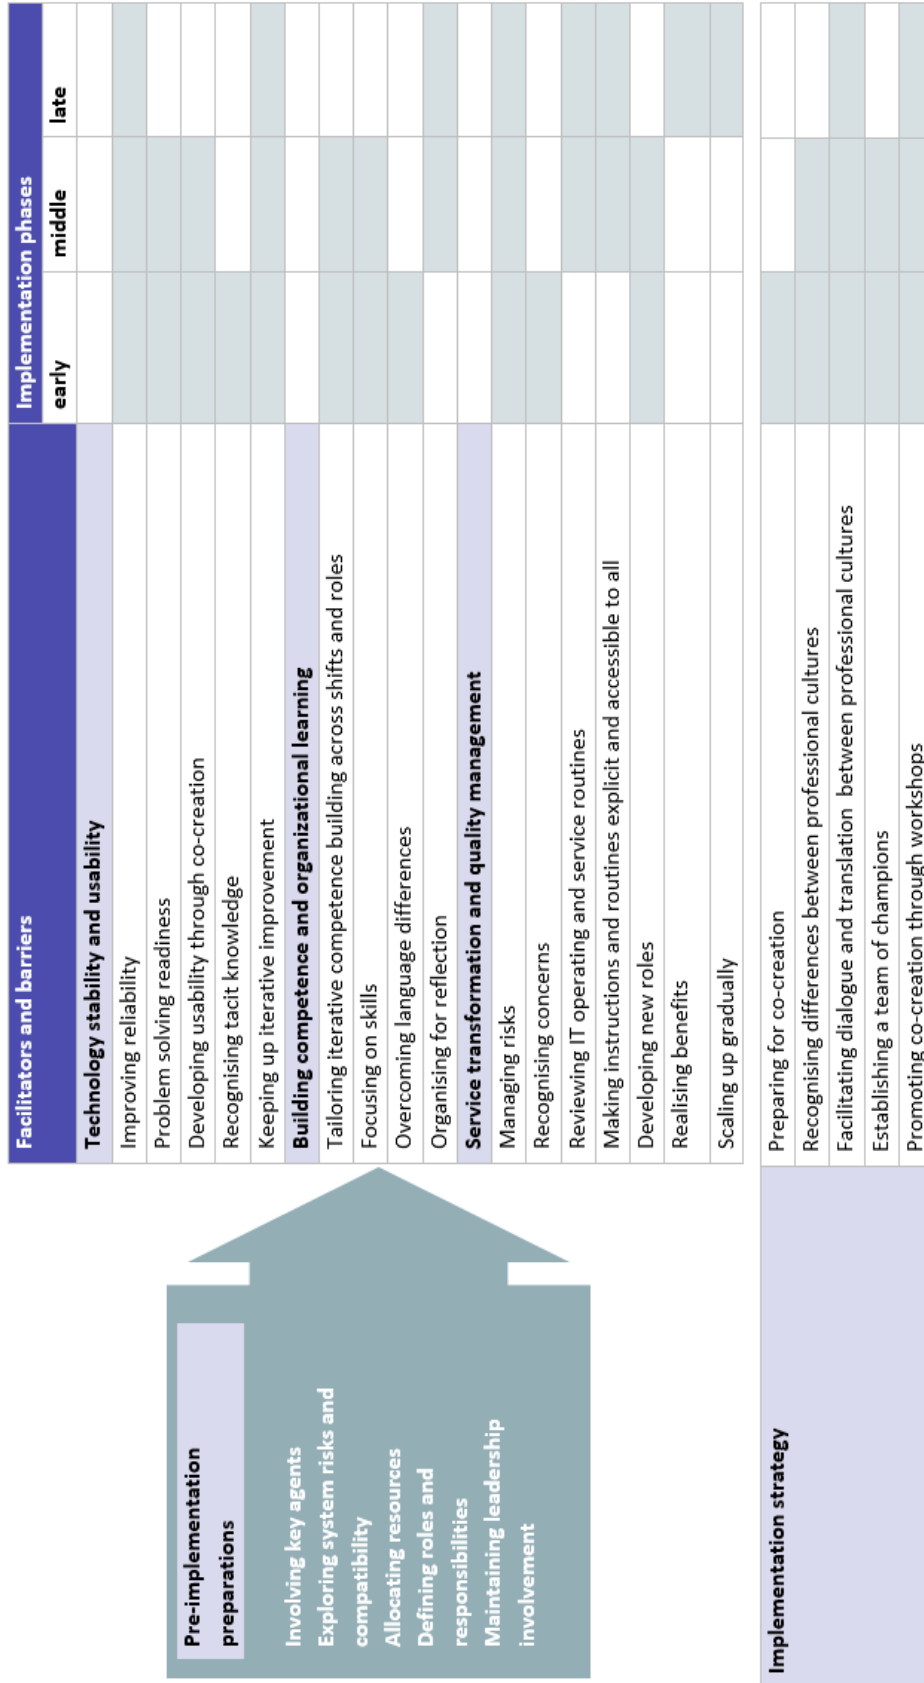 Pre-implementation
preparations
Involving key agents
Exploring system risks and
compatibility
Allocating resources
Defining roles and
responsibilities
Maintaining leadership
involvement
Facilitators and barriers
Implementation phases
early
middle
late
Technology stability and usability
Improving reliability
Problem solving readiness
Developing usability through co-creation
Recognising tacit knowledge
Keeping up iterative improvement
Building competence and organizational learning
Tailoring iterative competence building across shifts and roles
Focusing on skills
Overcoming language differences
Organising for reflection
Service transformation and quality management
Managing risks
Recognising concerns
Reviewing IT operating and service routines
Making instructions and routines explicit and accessible to all
Developing new roles
Realising benefits
Scaling up gradually
Implementation strategy
Preparing for co-creation
Recognising differences between professional cultures
Facilitating dialogue and translation between professional cultures
Establishing a team of champions
Promoting co-creation through workshops